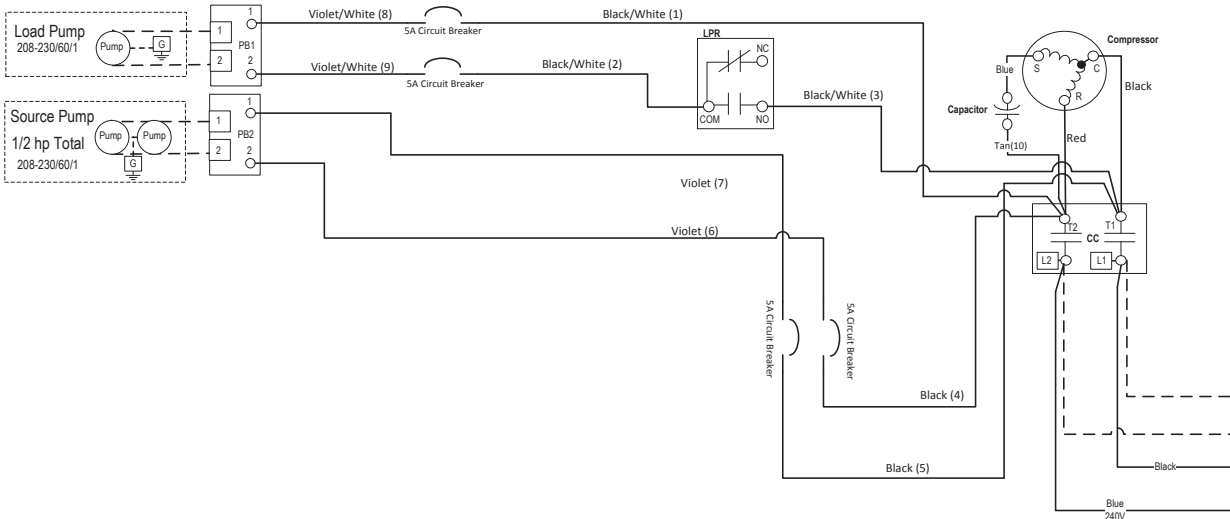 Load Pump
208-230/60/1
Pump
G
1
2
1
PB1
2
Violet/White (8)
5A Circuit Breaker
Black/White (1)
Violet/White (9)
5A Circuit Breaker
Black/White (2)
LPR
NC
COM
NO
Black/White (3)
Compressor
S
C
R
Blue
Black
Capacitor
Tan(10)
Red
Source Pump
1/2 hp Total
208-230/60/1
Pump
Pump
G
1
2
1
PB2
2
Violet (7)
Violet (6)
T2
T1
CC
L2
L1
5A Circuit Breaker
5A Circuit Breaker
Black (4)
Black (5)
Black
Blue
240V